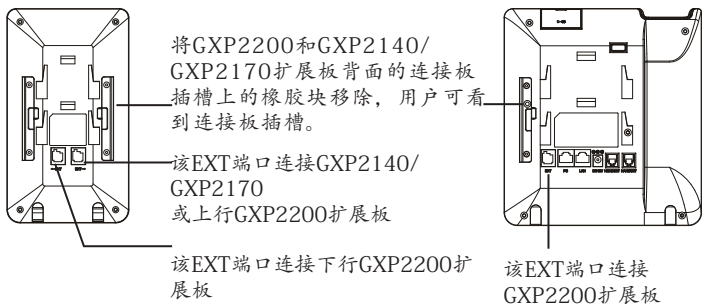 将GXP2200和GXP2140/
GXP2170扩展板背面的连接板
插槽上的橡胶块移除，用户可看
到连接板插槽。
该EXT端口连接GXP2140/
GXP2170
或上行GXP2200扩展板
该EXT端口连接下行GXP2200扩
展板
EXT
PC
LAN
该EXT端口连接
GXP2200扩展板